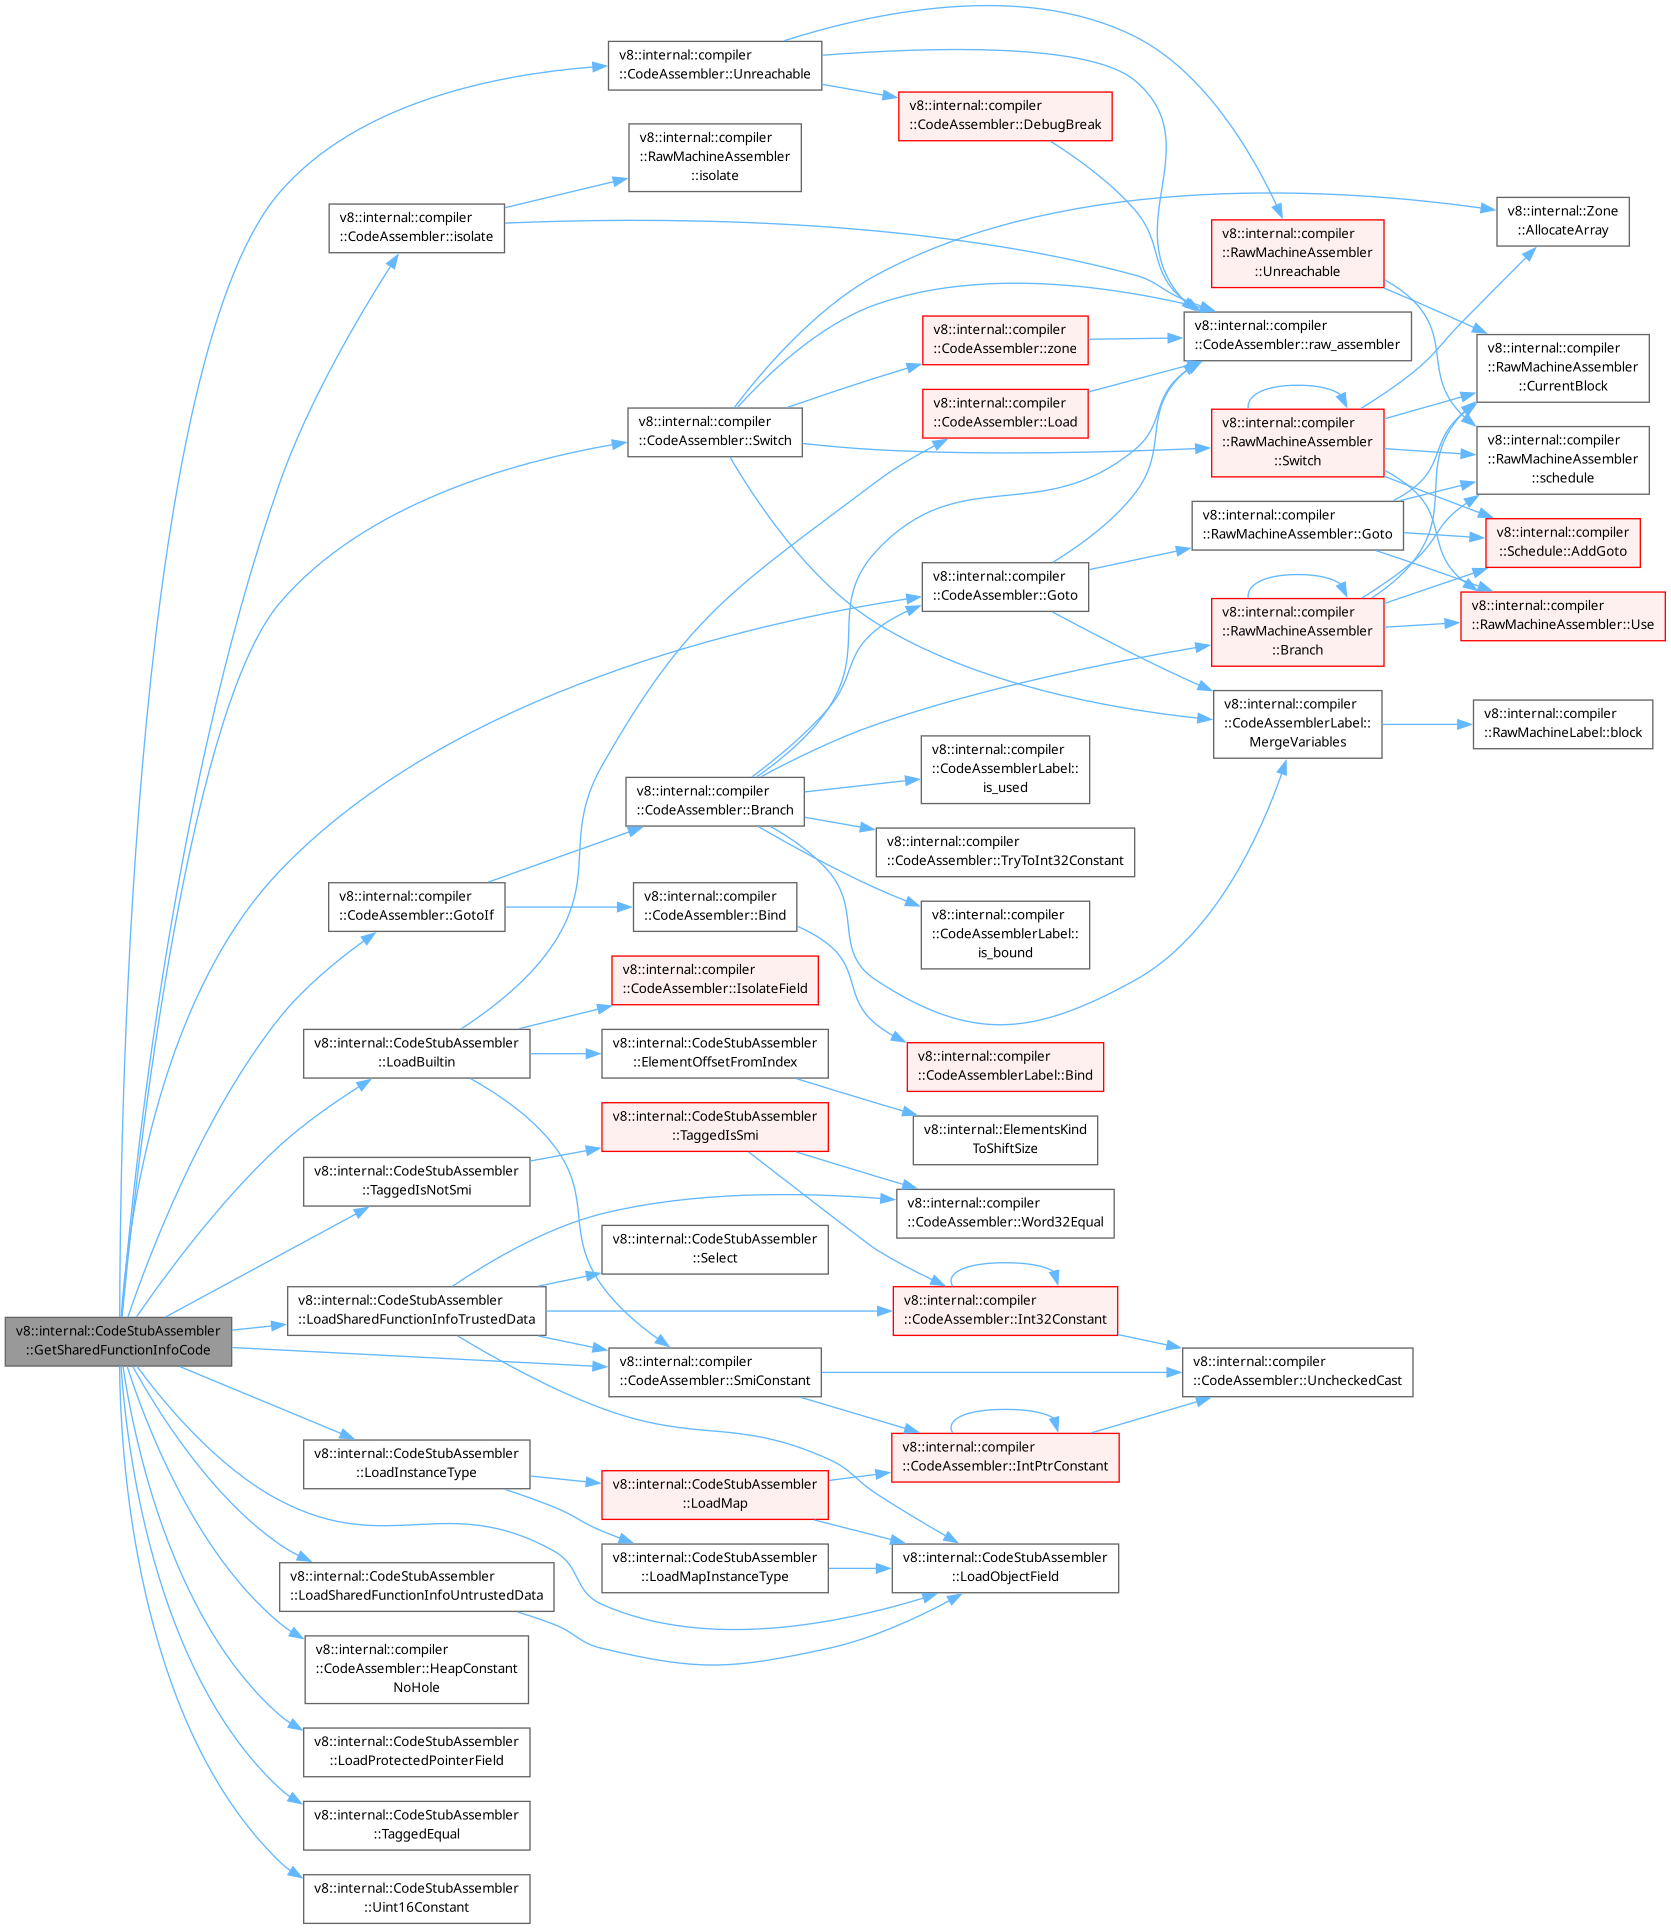 v8::internal::compiler
::CodeAssembler::Unreachable
v8::internal::compiler
::CodeAssembler::DebugBreak
v8::internal::compiler
::RawMachineAssembler
::isolate
v8::internal::compiler
::CodeAssembler::isolate
v8::internal::Zone
::AllocateArray
v8::internal::compiler
::RawMachineAssembler
::Unreachable
v8::internal::compiler
::CodeAssembler::zone
v8::internal::compiler
::CodeAssembler::raw_assembler
v8::internal::compiler
::RawMachineAssembler
::CurrentBlock
v8::internal::compiler
::CodeAssembler::Load
v8::internal::compiler
::CodeAssembler::Switch
v8::internal::compiler
::RawMachineAssembler
::Switch
v8::internal::compiler
::RawMachineAssembler
::schedule
v8::internal::compiler
::RawMachineAssembler::Goto
v8::internal::compiler
::Schedule::AddGoto
v8::internal::compiler
::CodeAssembler::Goto
v8::internal::compiler
::RawMachineAssembler
::Branch
v8::internal::compiler
::RawMachineAssembler::Use
v8::internal::compiler
::CodeAssemblerLabel::
MergeVariables
v8::internal::compiler
::RawMachineLabel::block
v8::internal::compiler
::CodeAssemblerLabel::
is_used
v8::internal::compiler
::CodeAssembler::Branch
v8::internal::compiler
::CodeAssembler::TryToInt32Constant
v8::internal::compiler
::CodeAssembler::GotoIf
v8::internal::compiler
::CodeAssembler::Bind
v8::internal::compiler
::CodeAssemblerLabel::
is_bound
v8::internal::compiler
::CodeAssembler::IsolateField
v8::internal::CodeStubAssembler
::LoadBuiltin
v8::internal::CodeStubAssembler
::ElementOffsetFromIndex
v8::internal::compiler
::CodeAssemblerLabel::Bind
v8::internal::CodeStubAssembler
::TaggedIsSmi
v8::internal::ElementsKind
ToShiftSize
v8::internal::CodeStubAssembler
::TaggedIsNotSmi
v8::internal::compiler
::CodeAssembler::Word32Equal
v8::internal::CodeStubAssembler
::Select
v8::internal::CodeStubAssembler
::LoadSharedFunctionInfoTrustedData
v8::internal::compiler
::CodeAssembler::Int32Constant
v8::internal::CodeStubAssembler
::GetSharedFunctionInfoCode
v8::internal::compiler
::CodeAssembler::SmiConstant
v8::internal::compiler
::CodeAssembler::UncheckedCast
v8::internal::compiler
::CodeAssembler::IntPtrConstant
v8::internal::CodeStubAssembler
::LoadInstanceType
v8::internal::CodeStubAssembler
::LoadMap
v8::internal::CodeStubAssembler
::LoadMapInstanceType
v8::internal::CodeStubAssembler
::LoadObjectField
v8::internal::CodeStubAssembler
::LoadSharedFunctionInfoUntrustedData
v8::internal::compiler
::CodeAssembler::HeapConstant
NoHole
v8::internal::CodeStubAssembler
::LoadProtectedPointerField
v8::internal::CodeStubAssembler
::TaggedEqual
v8::internal::CodeStubAssembler
::Uint16Constant